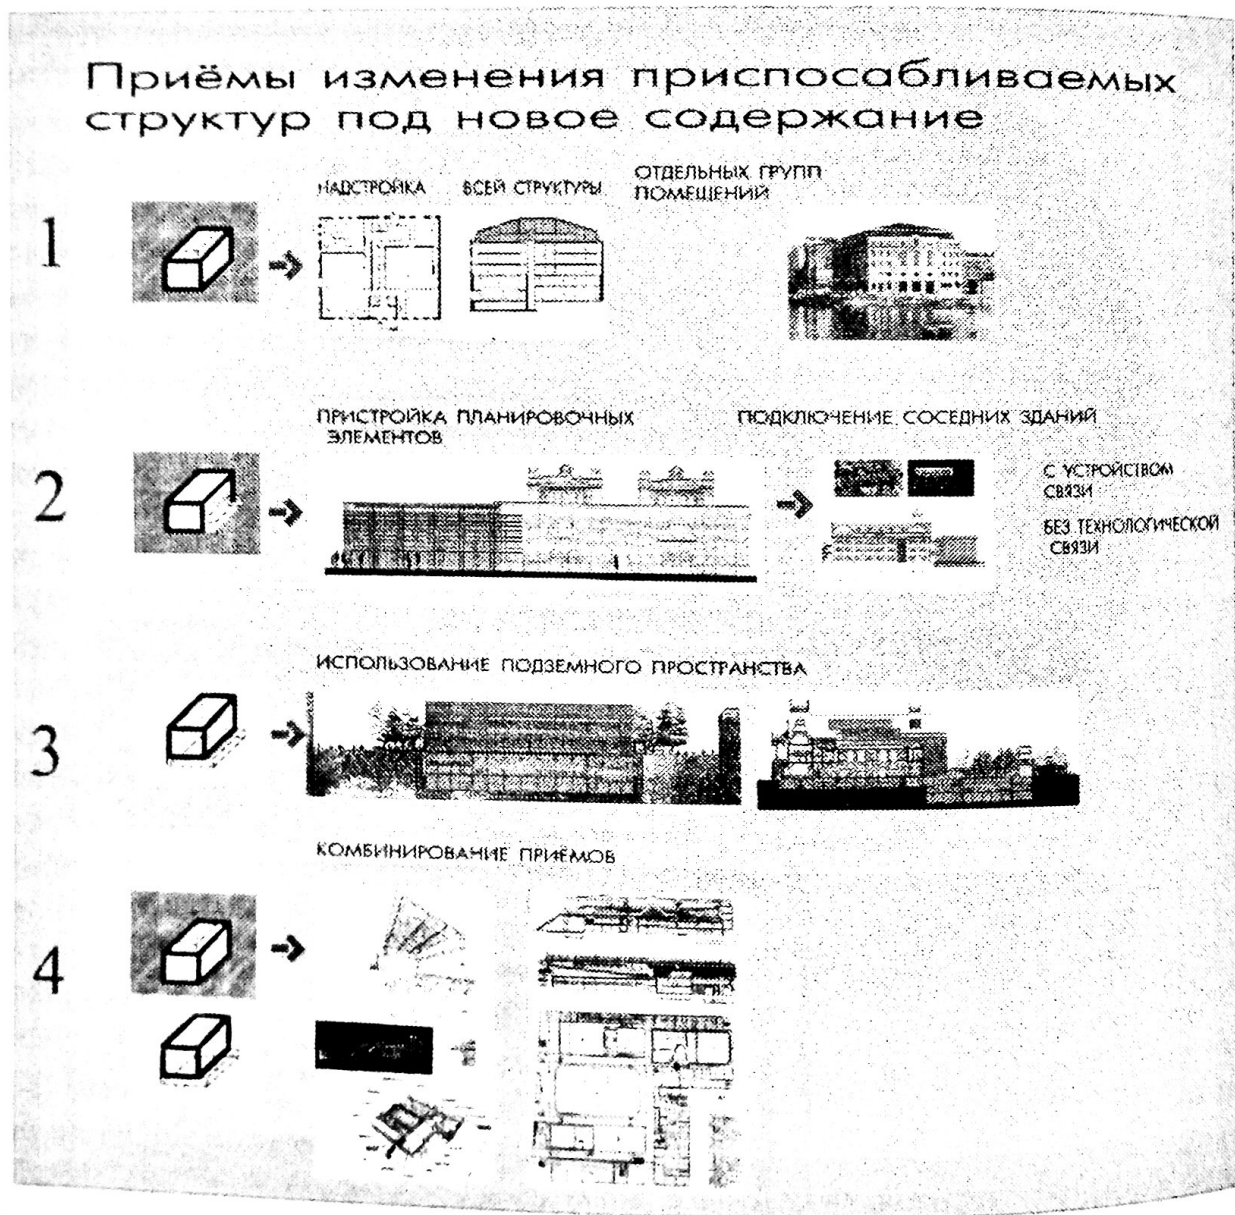 Приёмы изменения приспосабливаемых
структур под новое содержание
1
НАДСТРОЙКА
ВСЕЙ СТРУКТУРЫ
ОТДЕЛЬНЫХ ГРУПП
ПОМЕЩЕНИЙ
2
ПРИСТРОЙКА ПЛАНИРОВОЧНЫХ
ЭЛЕМЕНТОВ
ПОДКЛЮЧЕНИЕ СОСЕДНИХ ЗДАНИЙ
С УСТРОЙСТВОМ
СВЯЗИ
БЕЗ ТЕХНОЛОГИЧЕСКОЙ
СВЯЗИ
3
ИСПОЛЬЗОВАНИЕ ПОДЗЕМНОГО ПРОСТРАНСТВА
4
КОМБИНИРОВАНИЕ ПРИЁМОВ